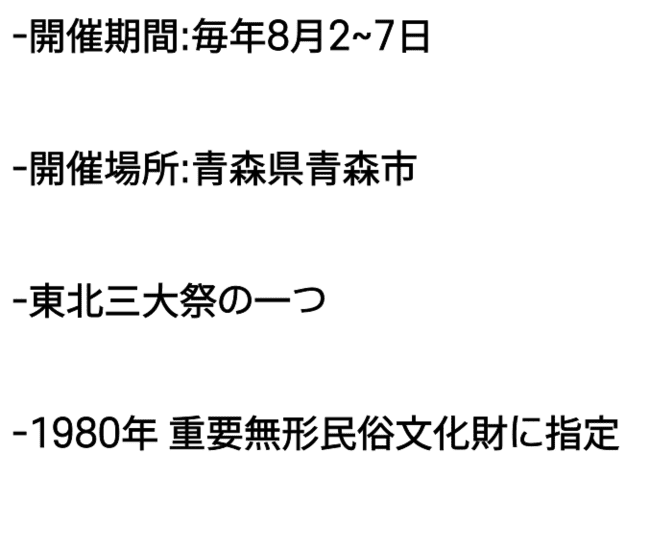 -開催期間:毎年8月2~7日
-開催場所:青森県青森市
-東北三大祭の一つ
-1980年 重要無形民俗文化財に指定